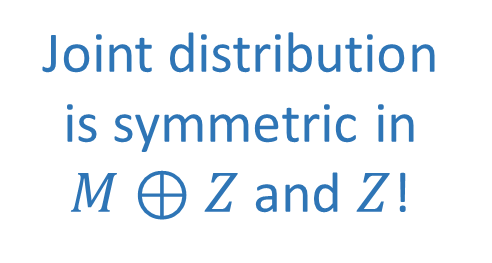 Joint distribution
is symmetric in
𝑀 ⊕ 𝑍 and 𝑍!